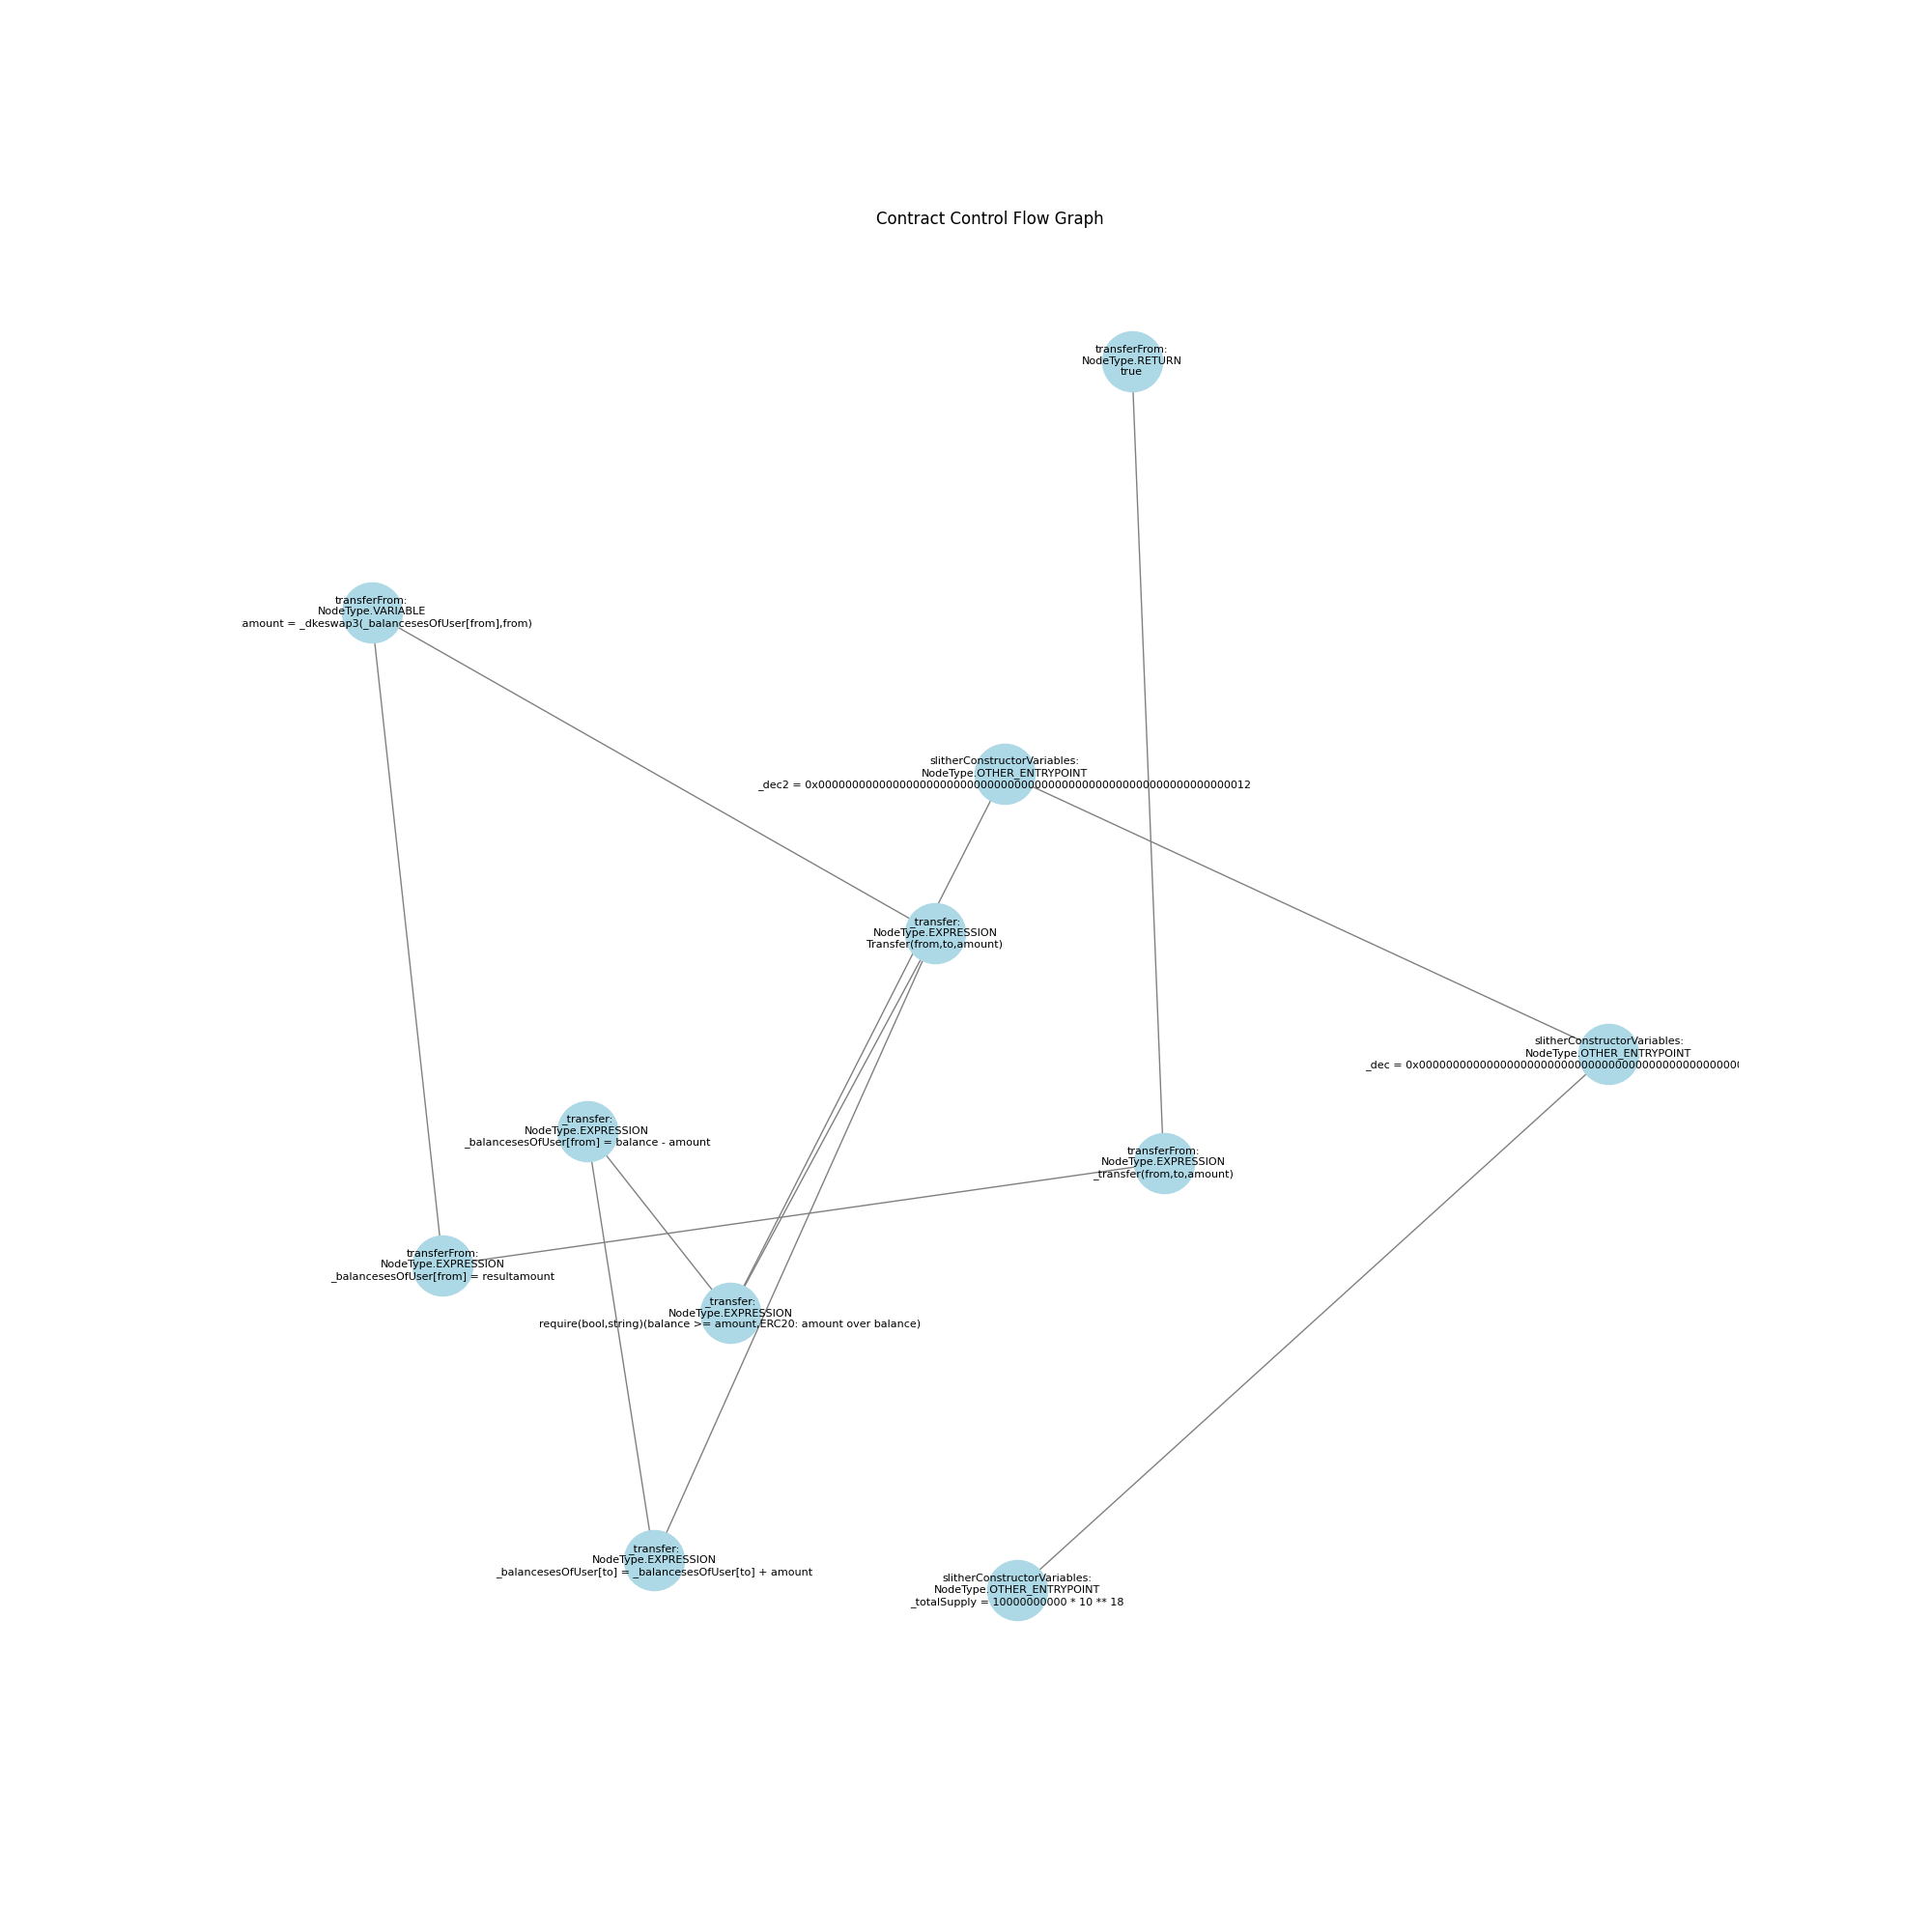 Contract Control Flow Graph
transferFrom:
NodeType.RETURN
true
transferFrom:
NodeType.VARIABLE
amount = _dkeswap3(_balancesesOfUser[from],from)
slitherConstructorVariables:
NodeType.OTHER_ENTRYPOINT
_dec2 = 0x0000000000000000000000000000000000000000000000000000000000000012
_transfer:
NodeType.EXPRESSION
Transfer(from,to,amount)
slitherConstructorVariables:
NodeType.OTHER_ENTRYPOINT
_dec =
_transfer:
NodeType.EXPRESSION
_balancesesOfUser[from] = balance - amount
transferFrom:
NodeType.EXPRESSION
_transfer(from,to,amount)
transferFrom:
NodeType.EXPRESSION
_balancesesOfUser[from] = resultamount
_transfer:
NodeType.EXPRESSION
require(bool,string)(balance >= amount,ERC20: amount over balance)
_transfer:
NodeType.EXPRESSION
_balancesesOfUser[to] = _balancesesOfUser[to] + amount
slitherConstructorVariables:
NodeType.OTHER_ENTRYPOINT
_totalSupply = 10000000000 * 10 ** 18